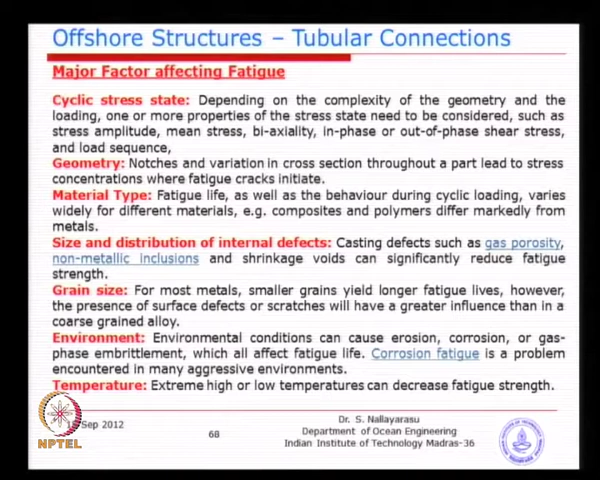 Offshore Structures – Tubular Connections
Major Factor affecting Fatigue
Cyclic stress state: Depending on the complexity of the geometry and the
loading, one or more properties of the stress state need to be considered, such as
stress amplitude, mean stress, bi-axiality, in-phase or out-of-phase shear stress,
and load sequence,
Geometry: Notches and variation in cross section throughout a part lead to stress
concentrations where fatigue cracks initiate.
Material Type: Fatigue life, as well as the behaviour during cyclic loading, varies
widely for different materials, e.g. composites and polymers differ markedly from
metals.
Size and distribution of internal defects: Casting defects such as gas porosity,
non-metallic inclusions and shrinkage voids can significantly reduce fatigue
strength.
Grain size: For most metals, smaller grains yield longer fatigue lives, however,
the presence of surface defects or scratches will have a greater influence than in a
coarse grained alloy.
Environment: Environmental conditions can cause erosion, corrosion, or gas-
phase embrittlement, which all affect fatigue life. Corrosion fatigue is a problem
encountered in many aggressive environments.
Temperature: Extreme high or low temperatures can decrease fatigue strength.
Sep 2012
68
Dr. S. Nallayarasu
Department of Ocean Engineering
Indian Institute of Technology Madras-36
NPTEL